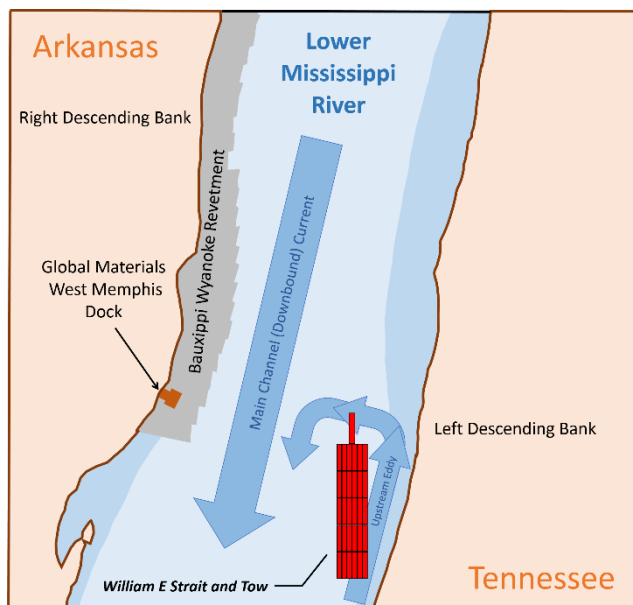 Arkansas
Lower
Mississippi
River
Right Descending Bank
Bauxippi Wyanoke Revetment
Main Channel (Downbound) Current
Global Materials
West Memphis
Dock
Left Descending Bank
Upstream Eddy
William E Strait and Tow
Tennessee